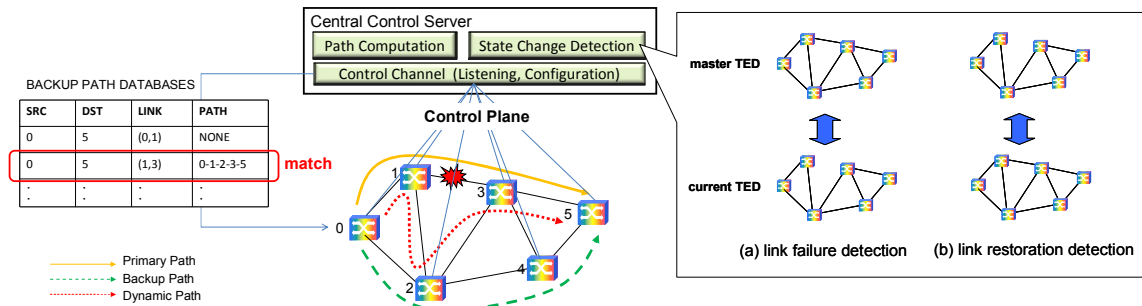 Central Control Server
Path Computation
State Change Detection
Control Channel (Listening, Configuration)
BACKUP PATH DATABASES
SRC DST LINK PATH
0 5 (0,1) NONE
0 5 (1,3) 0-1-2-3-5
: : : :
match
Control Plane
1
3
0
5
4
2
Primary Path
Backup Path
Dynamic Path
master TED
current TED
(a) link failure detection
(b) link restoration detection